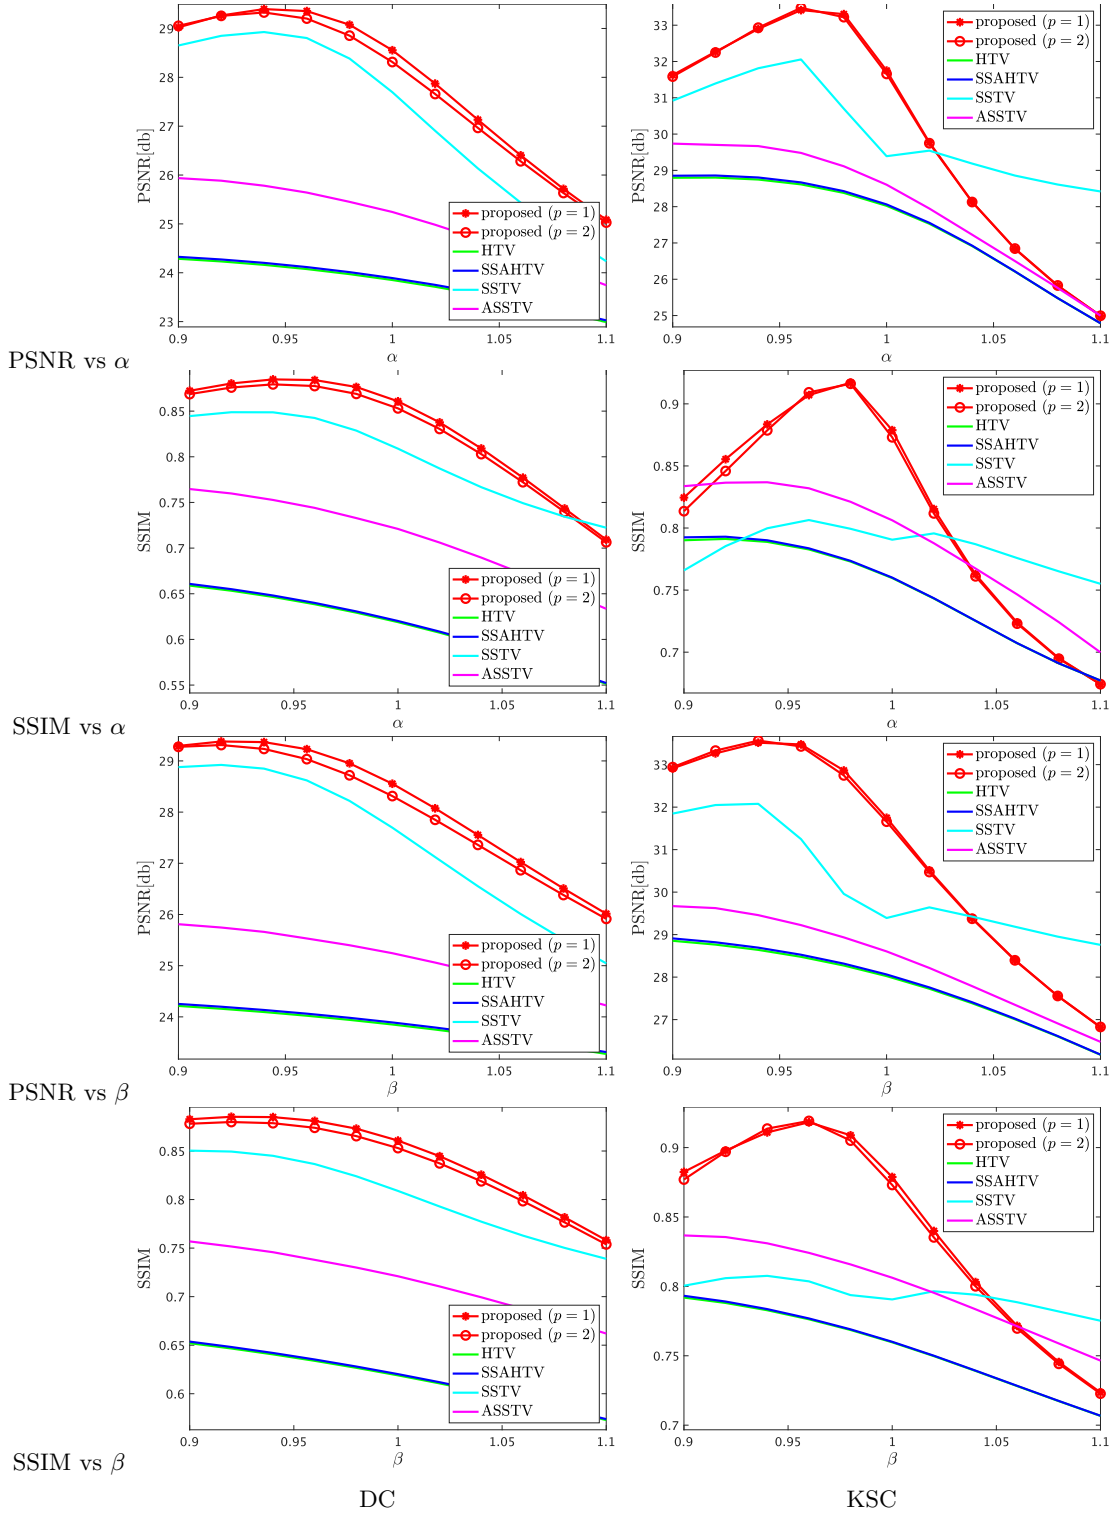 PSNR[db]
29
28
27
26
25
24
23
0.9
0.95
1
1.05
1.1
α
proposed (p = 1)
proposed (p = 2)
HTV
SSAHTV
SSTV
ASSTV
PSNR[db]
33
32
31
30
29
28
27
26
25
0.9
0.95
1
1.05
1.1
α
proposed (p = 1)
proposed (p = 2)
HTV
SSAHTV
SSTV
ASSTV
PSNR vs α
SSIM
0.85
0.8
0.75
0.7
0.65
0.6
0.55
0.9
0.95
1
1.05
1.1
α
proposed (p = 1)
proposed (p = 2)
HTV
SSAHTV
SSTV
ASSTV
SSIM
0.9
0.85
0.8
0.75
0.7
0.9
0.95
1
1.05
1.1
α
proposed (p = 1)
proposed (p = 2)
HTV
SSAHTV
SSTV
ASSTV
SSIM vs α
PSNR[db]
29
28
27
26
25
24
0.9
0.95
1
1.05
1.1
β
proposed (p = 1)
proposed (p = 2)
HTV
SSAHTV
SSTV
ASSTV
PSNR[db]
33
32
31
30
29
28
27
0.9
0.95
1
1.05
1.1
β
proposed (p = 1)
proposed (p = 2)
HTV
SSAHTV
SSTV
ASSTV
PSNR vs β
SSIM
0.85
0.8
0.75
0.7
0.65
0.6
0.9
0.95
1
1.05
1.1
β
proposed (p = 1)
proposed (p = 2)
HTV
SSAHTV
SSTV
ASSTV
SSIM
0.9
0.85
0.8
0.75
0.7
0.9
0.95
1
1.05
1.1
β
proposed (p = 1)
proposed (p = 2)
HTV
SSAHTV
SSTV
ASSTV
SSIM vs β
DC
KSC